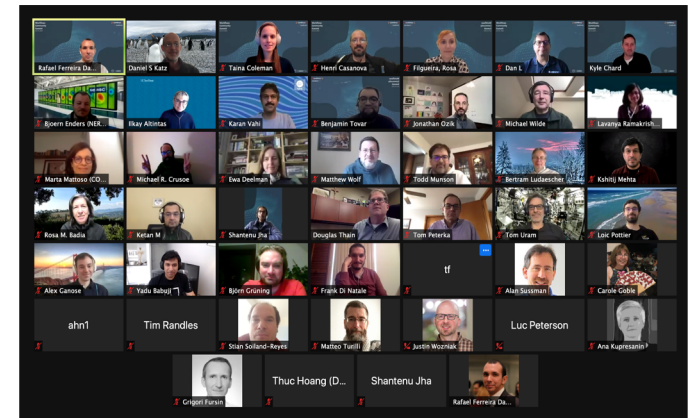 Rafael Ferreira Da...
Daniel S Katz
Taina Coleman
Henri Casanova
Filgueira, Rosa
Dan L
Kyle Chard
Bjoern Enders (NER...
Ilkay Altintas
Karan Vahi
Benjamin Tovar
Jonathan Ozik
Michael Wilde
Lavanya Ramakrish...
Marta Mattoso (CO...
Michael R. Crusoe
Ewa Deelman
Matthew Wolf
Todd Munson
Bertram Ludaescher
Kshitij Mehta
Rosa M. Badia
Ketan M
Shantenu Jha
Douglas Thain
Tom Peterka
Tom Uram
Loic Pottier
Alex Ganose
Yadu Babuji
Björn Grüning
Frank Di Natale
tf
Alan Sussman
Carole Goble
ahn1
Tim Randles
Stian Soiland-Reyes
Matteo Turilli
Justin Wozniak
Luc Peterson
Ana Kupresanin
Grigori Fursin
Thuc Hoang (D...
Shantenu Jha
Rafael Ferreira Da...